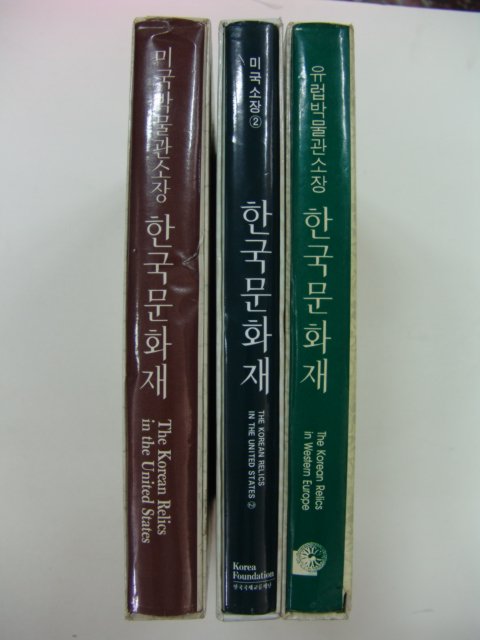 미국박물관소장
한국문화재
The Korean Relics
in the United States
미국소장②
한국문화재
THE KOREAN RELICS
IN THE UNITED STATES ②
Korea
Foundation
한국국제교류재단
유럽박물관소장
한국문화재
The Korean Relics
in Western Europe